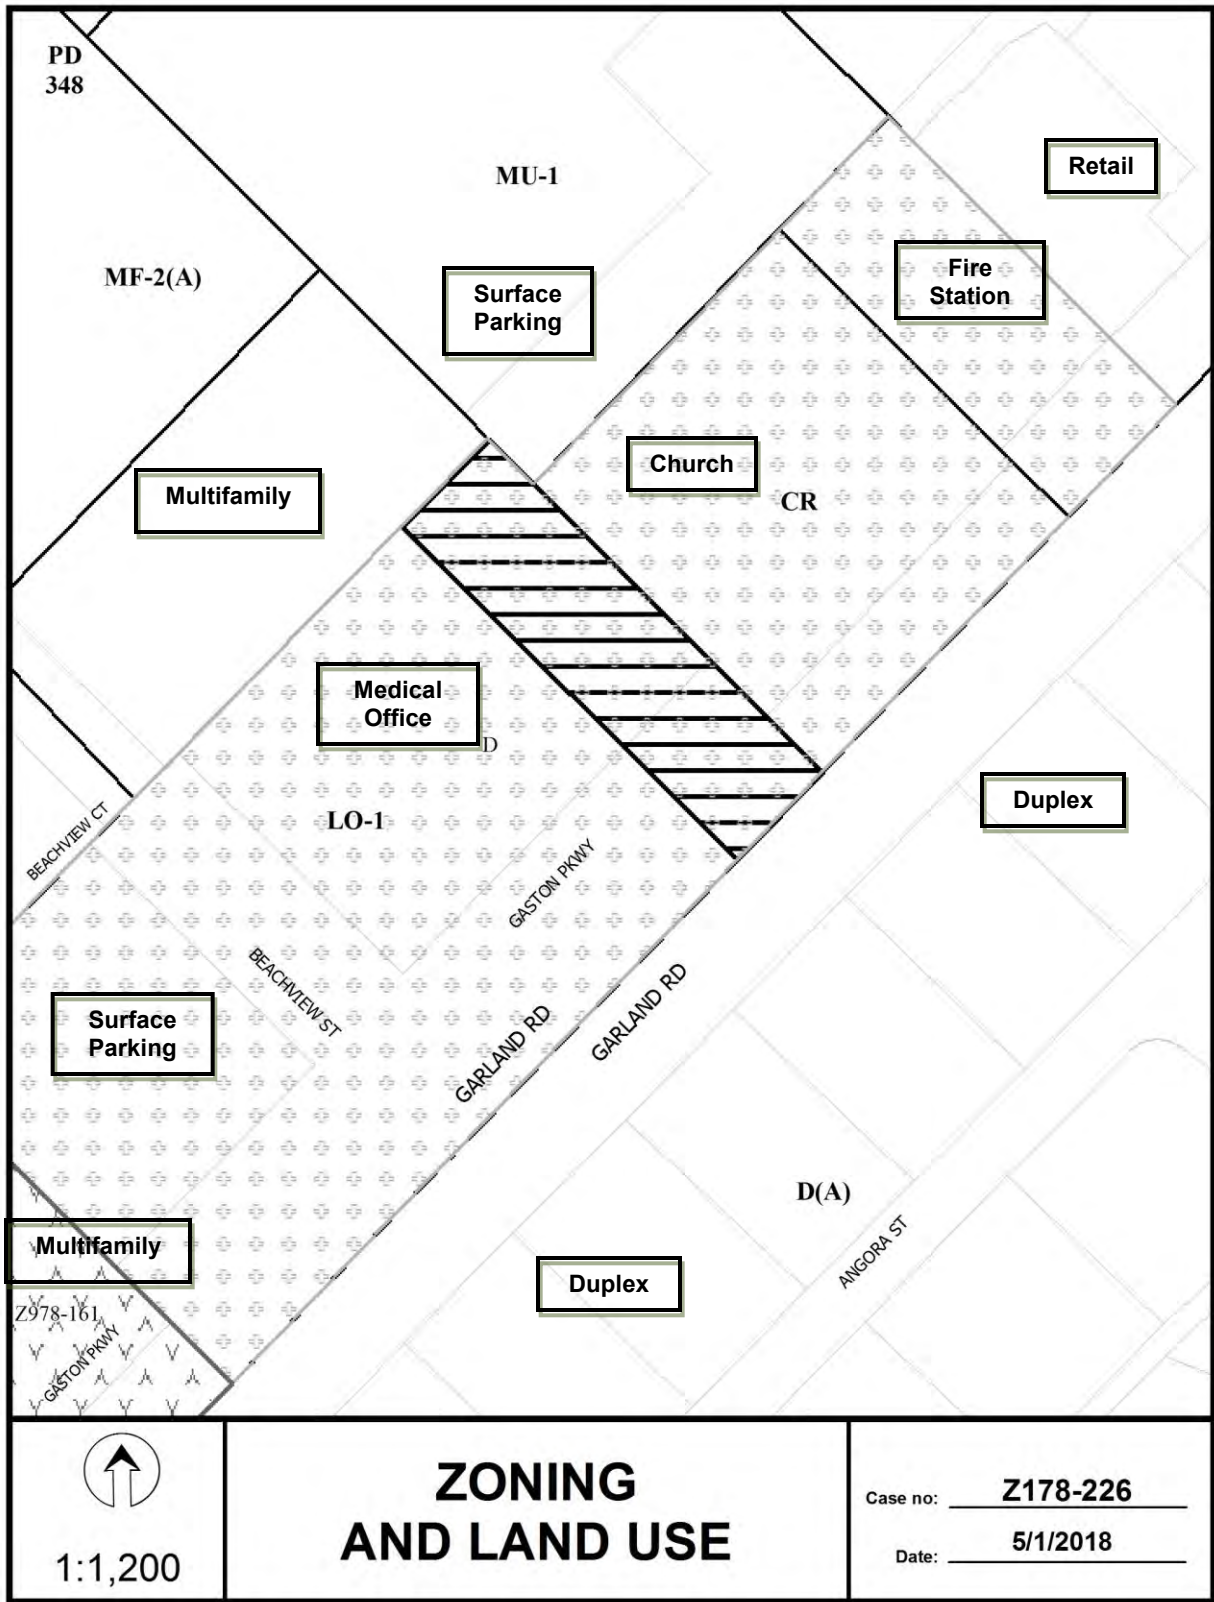 PD
348
MU-1
Retail
MF-2(A)
Fire
Station
Surface
Parking
Church
Multifamily
CR
Medical
Office
D
LO-1
Duplex
BEACHVIEW CT
GASTON PKWY
BEACHVIEW ST
GARLAND RD
GARLAND RD
Surface
Parking
D(A)
Multifamily
ANGORA ST
Duplex
Z978-161
GASTON PKWY
1:1,200
ZONING
AND LAND USE
Case no: Z178-226
Date: 5/1/2018